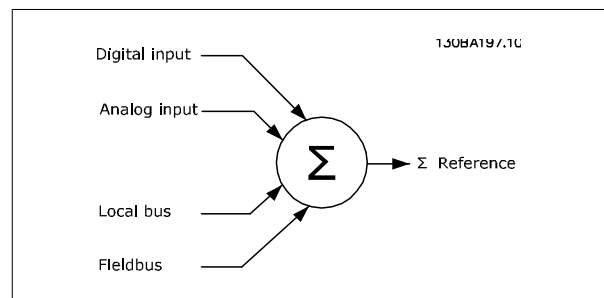 Digital input
130BA197.10
Analog input
Σ
Σ Reference
Local bus
Fieldbus